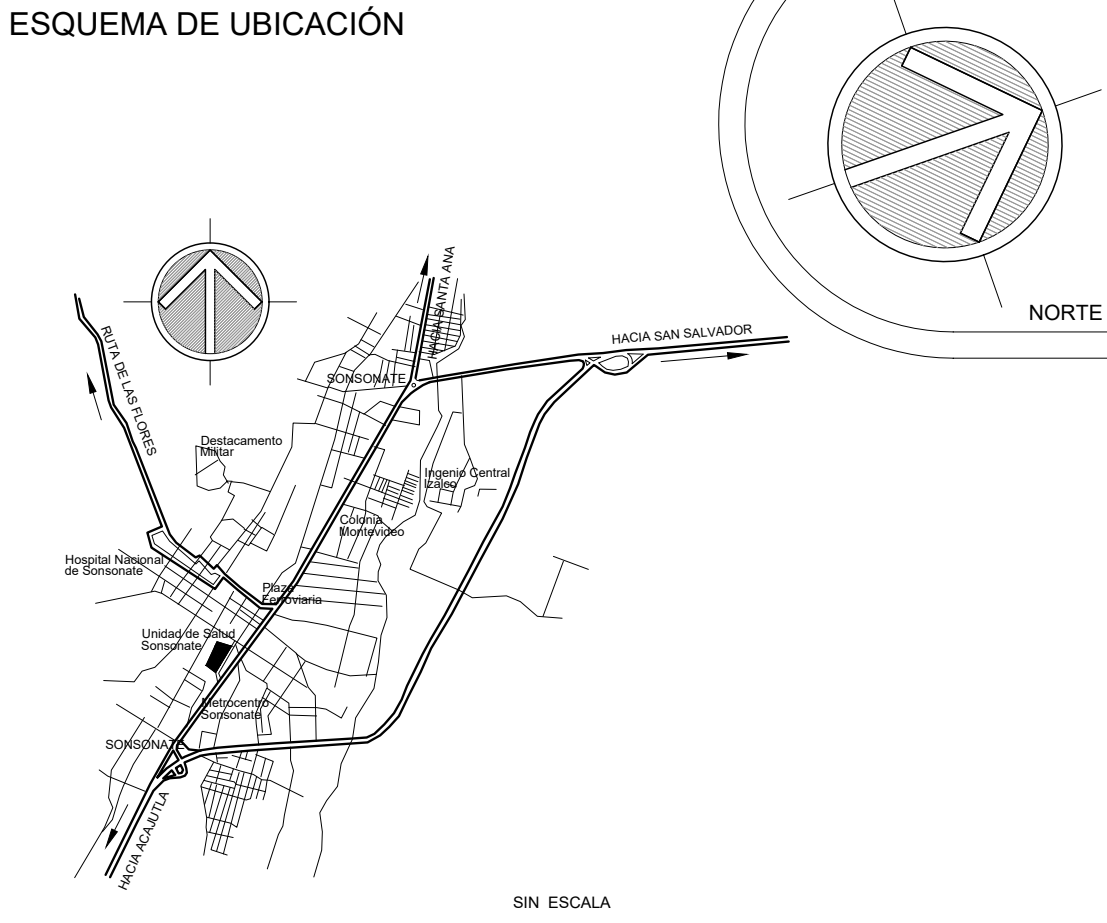 ESQUEMA DE UBICACIÓN
NORTE
HACIA SANTA ANA
RUTA DE LAS FLORES
HACIA SAN SALVADOR
SONSONATE
Destacamento
Militar
Ingenio Central
Izalco
Colonia
Montevideo
Hospital Nacional
de Sonsonate
Plaza
Ferroviaria
Unidad de Salud
Sonsonate
Metrocentro
Sonsonate
SONSONATE
HACIA ACAJUTLA
SIN ESCALA